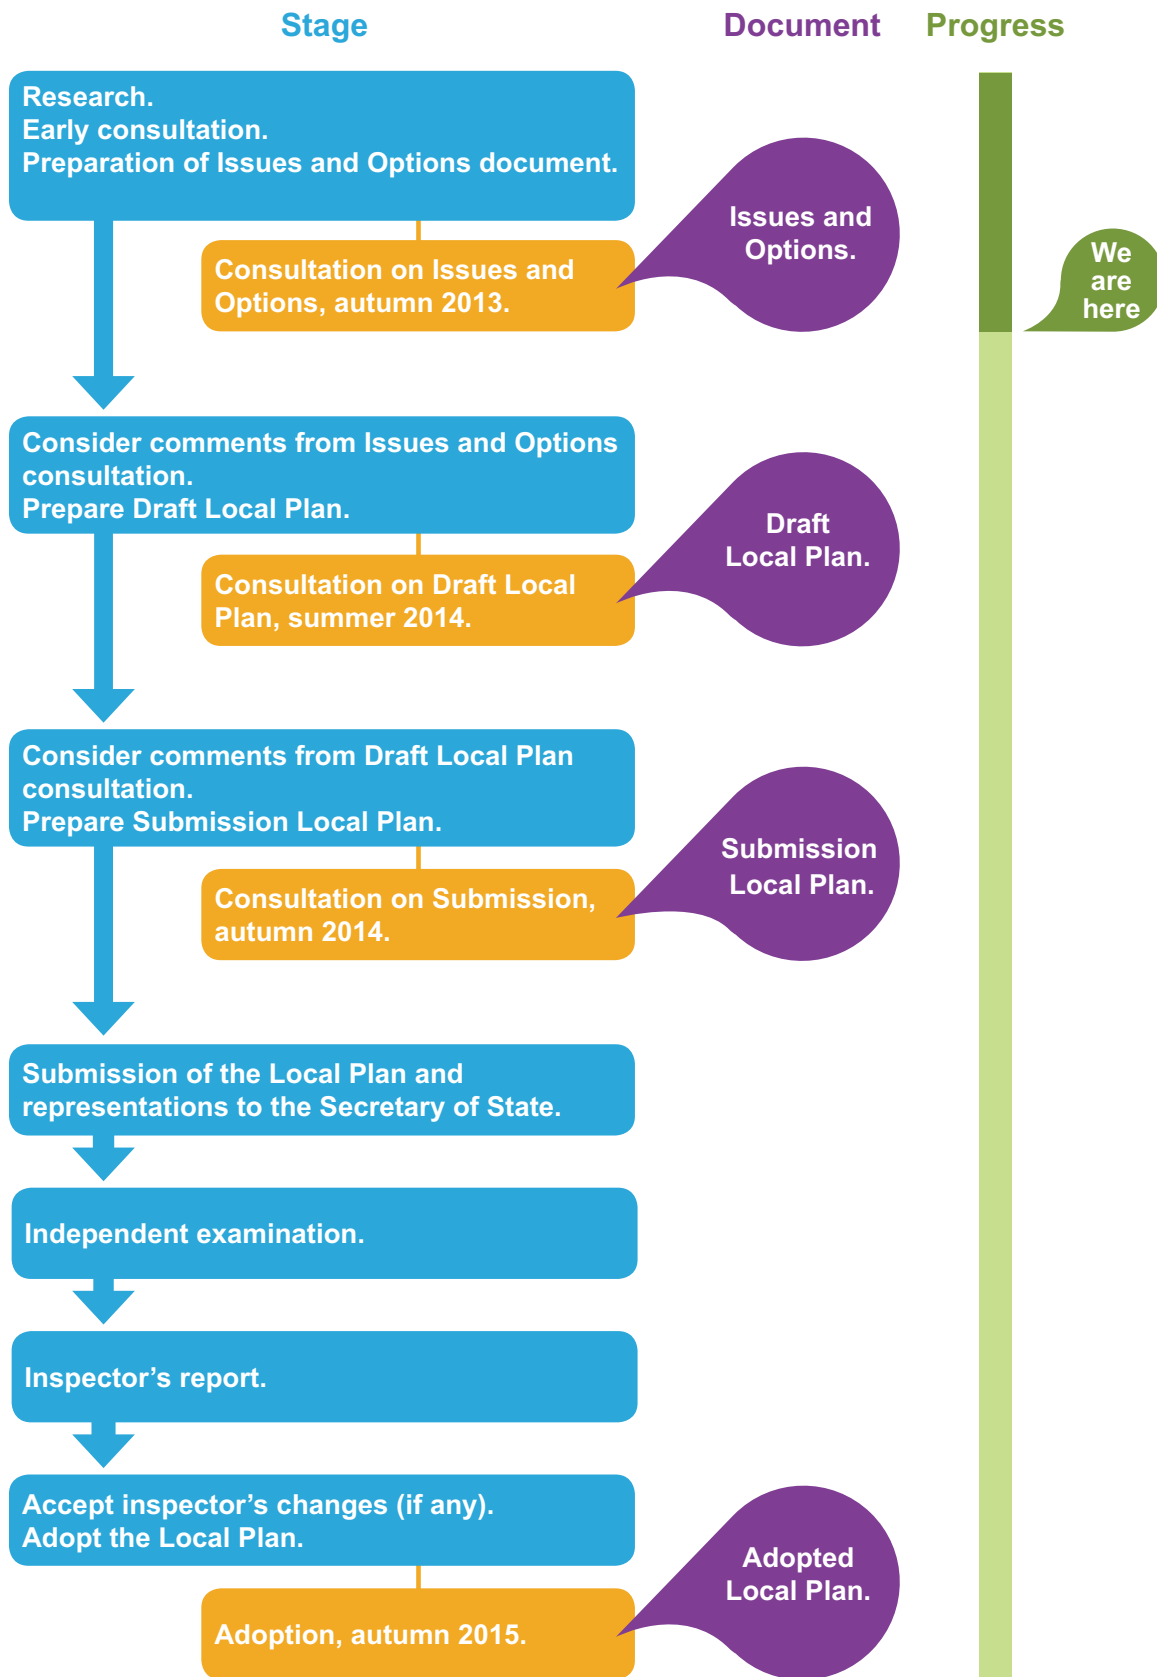 Stage
Document
Progress
Research.
Early consultation.
Preparation of Issues and Options document.
Issues and
Options.
Consultation on Issues and
Options, autumn 2013.
We
are
here
Consider comments from Issues and Options
consultation.
Prepare Draft Local Plan.
Draft
Local Plan.
Consultation on Draft Local
Plan, summer 2014.
Consider comments from Draft Local Plan
consultation.
Prepare Submission Local Plan.
Submission
Local Plan.
Consultation on Submission,
autumn 2014.
Submission of the Local Plan and
representations to the Secretary of State.
Independent examination.
Inspector’s report.
Accept inspector’s changes (if any).
Adopt the Local Plan.
Adopted
Local Plan.
Adoption, autumn 2015.